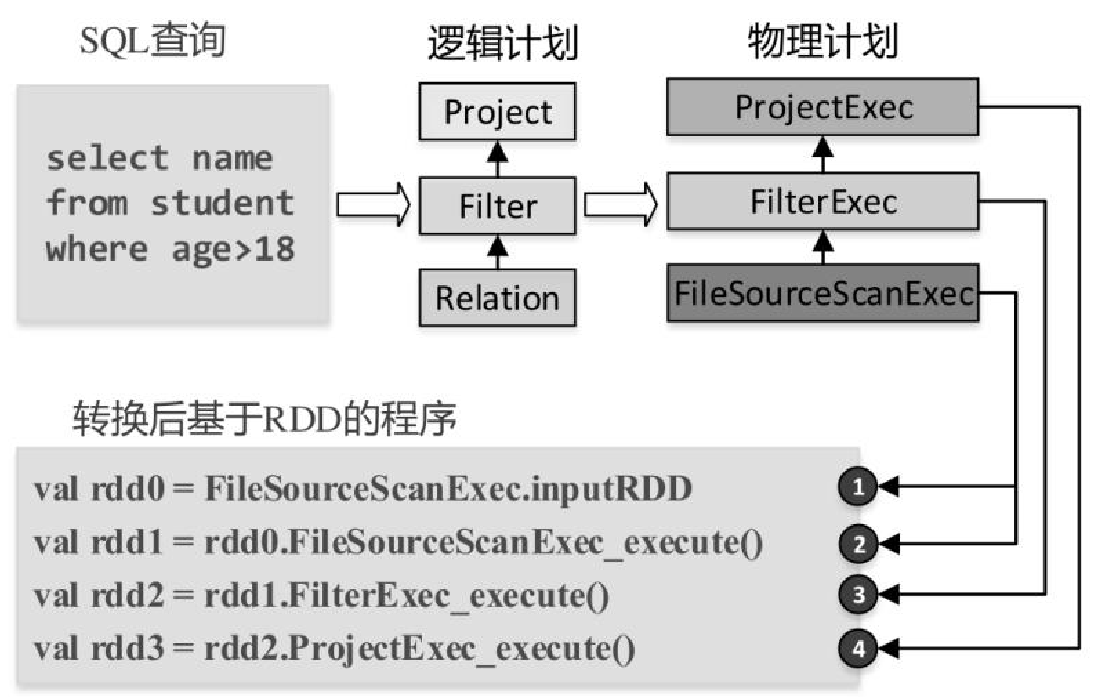 SQL查询
select name
from student
where age>18
逻辑计划
Project
Filter
Relation
物理计划
ProjectExec
FilterExec
FileSourceScanExec
转换后基于RDD的程序
val rdd0 = FileSourceScanExec.inputRDD 1
val rdd1 = rdd0.FileSourceScanExec_execute() 2
val rdd2 = rdd1.FilterExec_execute() 3
val rdd3 = rdd2.ProjectExec_execute() 4